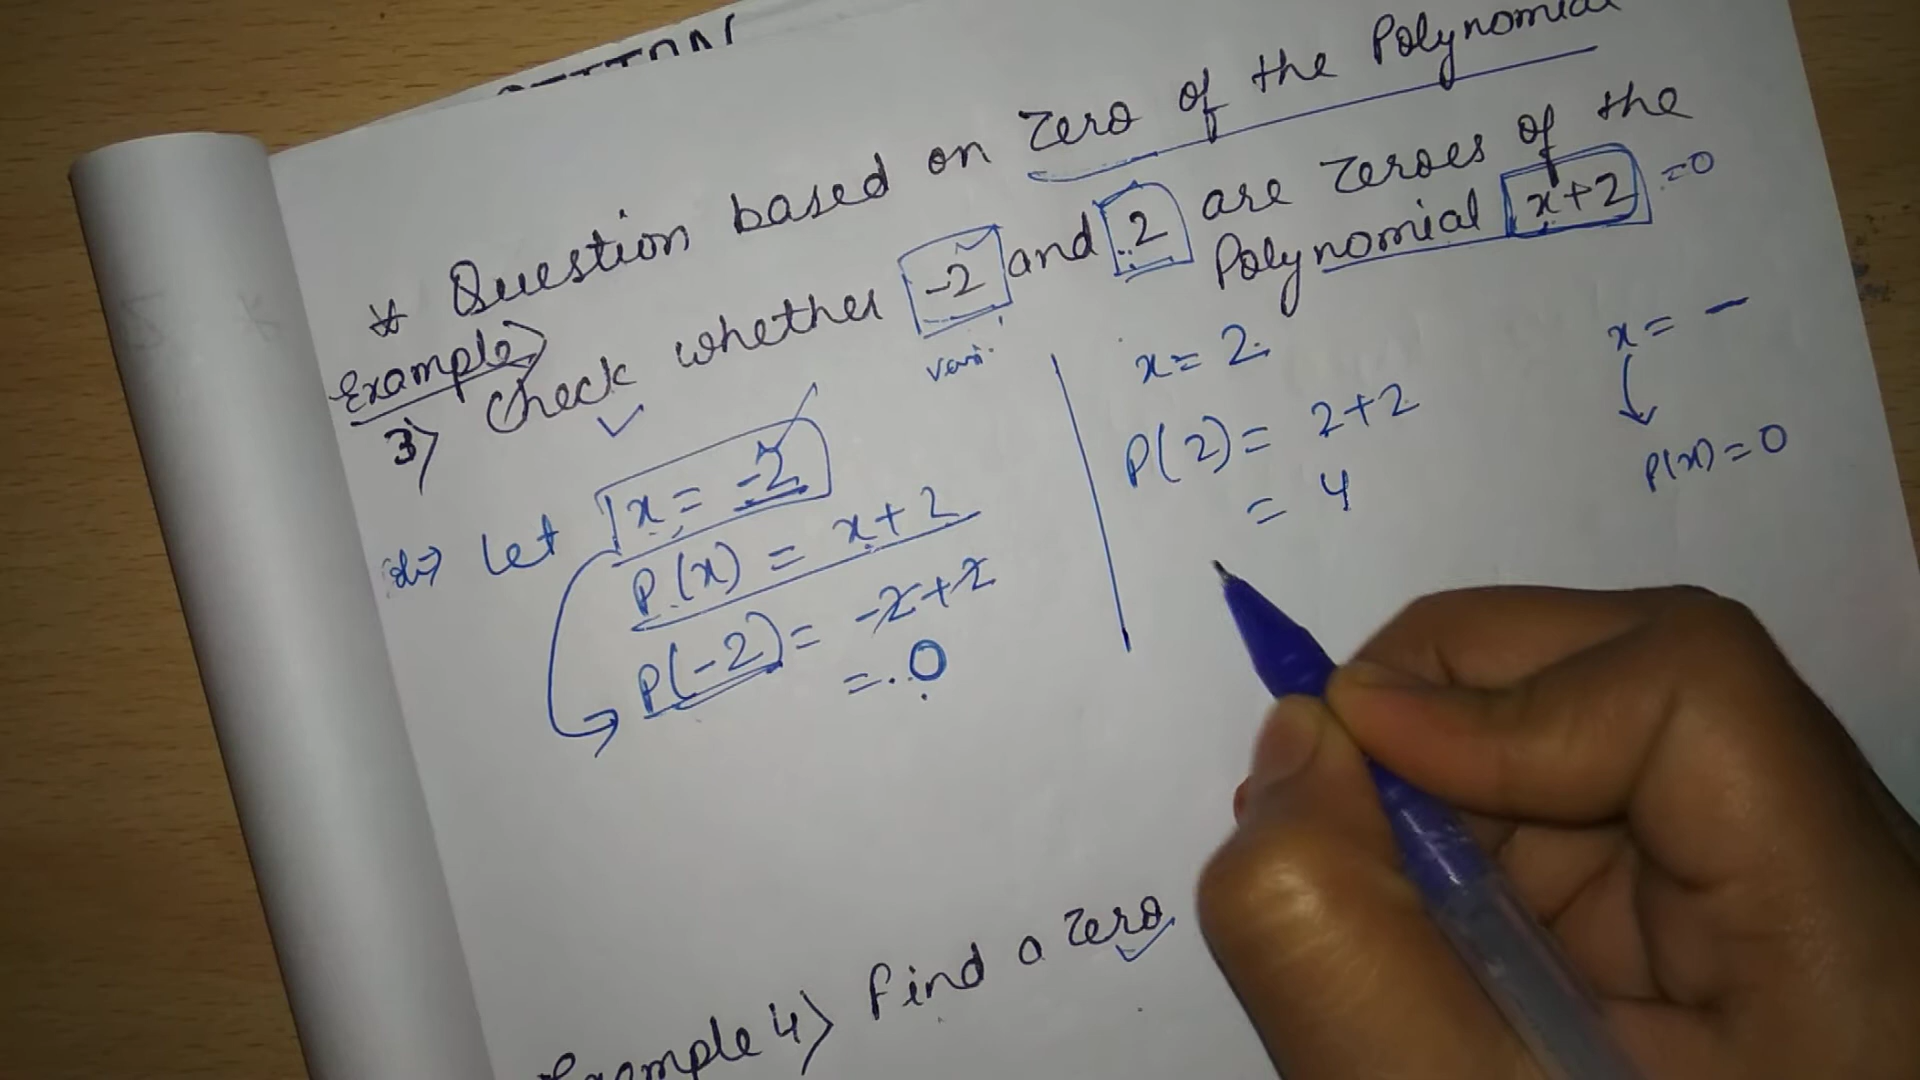 * Question based on Zero of the Polynomial
Example)
3) Check whether -2 and 2 are zeroes of the
Polynomial x+2 =0
Let x = -2
P(x) = x+2
P(-2) = -2+2
= 0
x = 2
P(2) = 2+2
= 4
x = -
P(x) = 0
Example 4) Find a zero